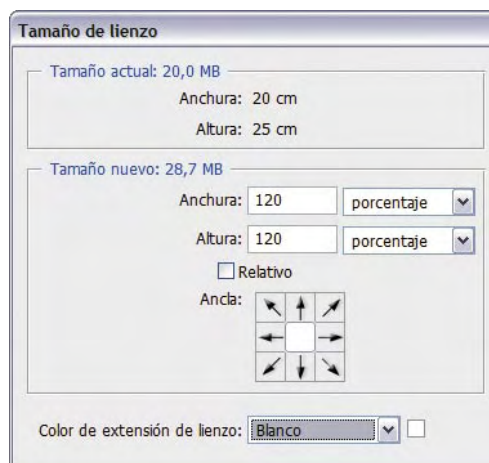 Tamaño de lienzo
Tamaño actual: 20,0 MB
Anchura: 20 cm
Altura: 25 cm
Tamaño nuevo: 28,7 MB
Anchura: 120 porcentaje
Altura: 120 porcentaje
Relativo
Ancla:
Color de extensión de lienzo: Blanco